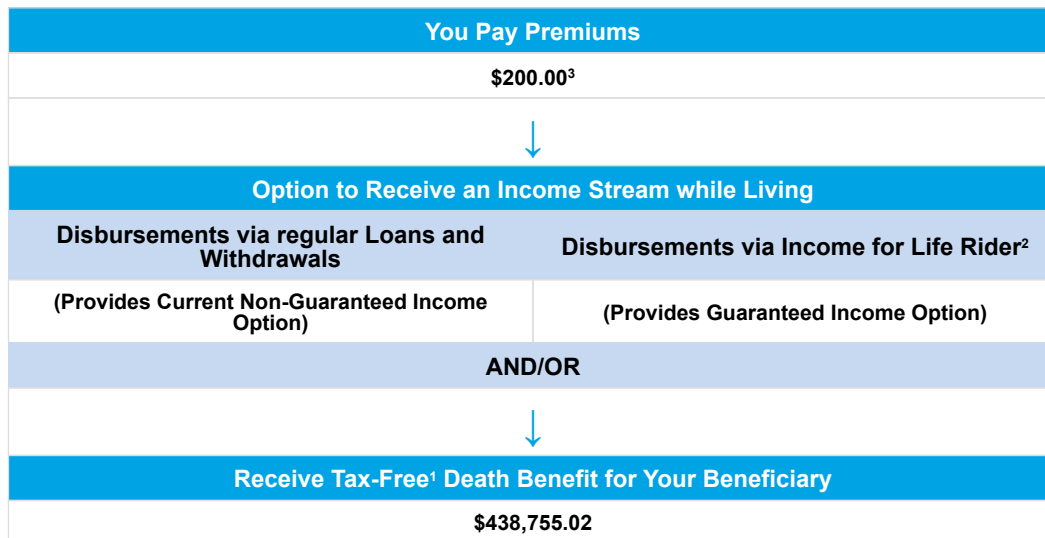 You Pay Premiums
$200.00³
↓
Option to Receive an Income Stream while Living
Disbursements via regular Loans and
Withdrawals
Disbursements via Income for Life Rider²
(Provides Current Non-Guaranteed Income
Option)
(Provides Guaranteed Income Option)
AND/OR
↓
Receive Tax-Free¹ Death Benefit for Your Beneficiary
$438,755.02